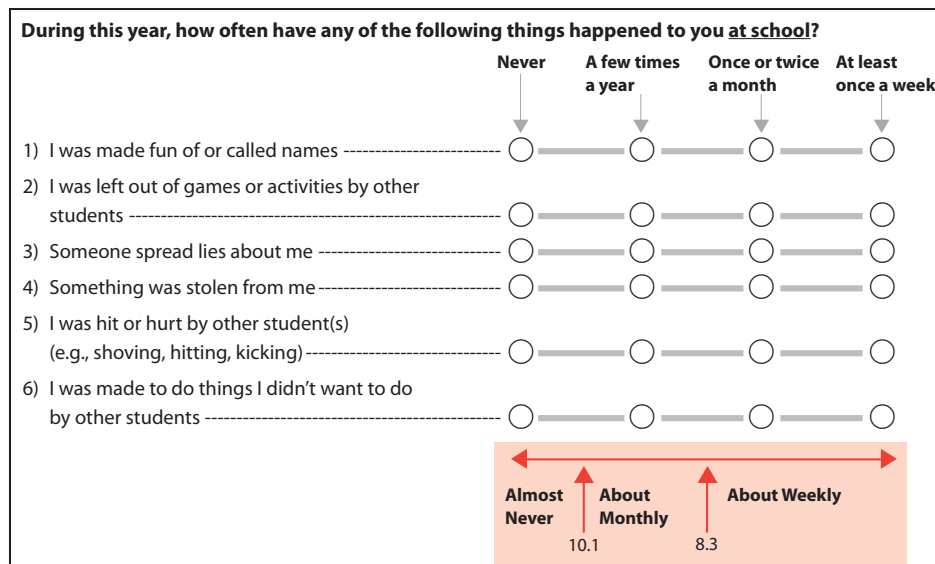 During this year, how often have any of the following things happened to you at school?
Never A few times a year Once or twice a month At least once a week
1) I was made fun of or called names
2) I was left out of games or activities by other
students
3) Someone spread lies about me
4) Something was stolen from me
5) I was hit or hurt by other student(s)
(e.g., shoving, hitting, kicking)
6) I was made to do things I didn’t want to do
by other students
Almost Never About Monthly About Weekly
10.1 8.3